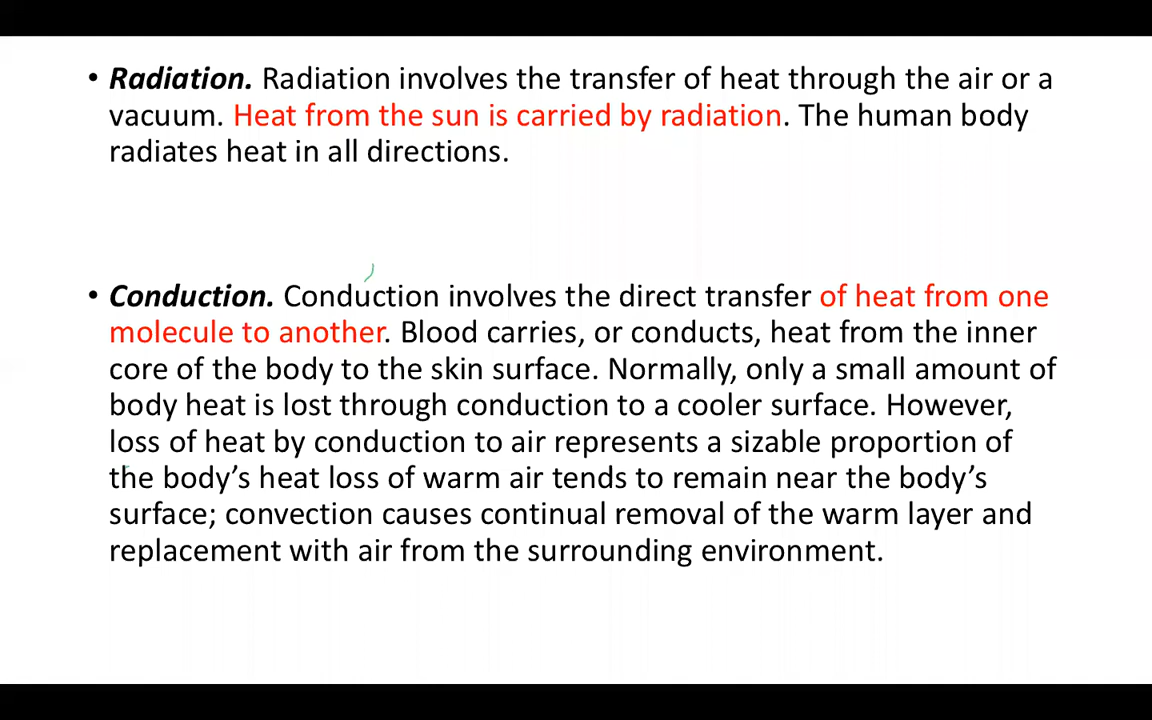 • Radiation. Radiation involves the transfer of heat through the air or a
vacuum. Heat from the sun is carried by radiation. The human body
radiates heat in all directions.
• Conduction. Conduction involves the direct transfer of heat from one
molecule to another. Blood carries, or conducts, heat from the inner
core of the body to the skin surface. Normally, only a small amount of
body heat is lost through conduction to a cooler surface. However,
loss of heat by conduction to air represents a sizable proportion of
the body’s heat loss of warm air tends to remain near the body’s
surface; convection causes continual removal of the warm layer and
replacement with air from the surrounding environment.